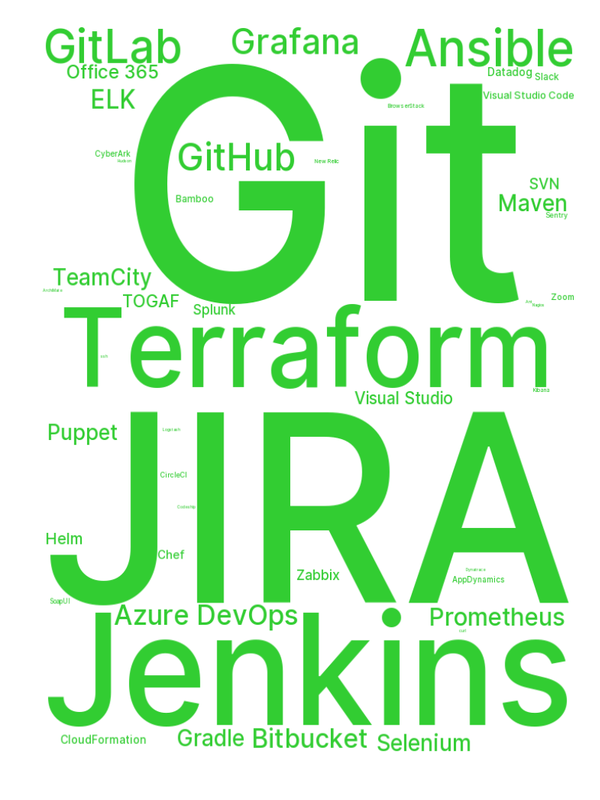 GitLab
Grafana
Ansible
Office 365
Datadog
Slack
ELK
Visual Studio Code
BrowserStack
Git
GitHub
CyberArk
New Relic
Bamboo
SVN
Maven
Sentry
TeamCity
TOGAF
Splunk
Zoom
Terraform
Kibana
Visual Studio
JIRA
Puppet
CircleCI
Helm
Chef
Zabbix
AppDynamics
SoapUI
Azure DevOps
Prometheus
Jenkins
CloudFormation
Gradle
Bitbucket
Selenium